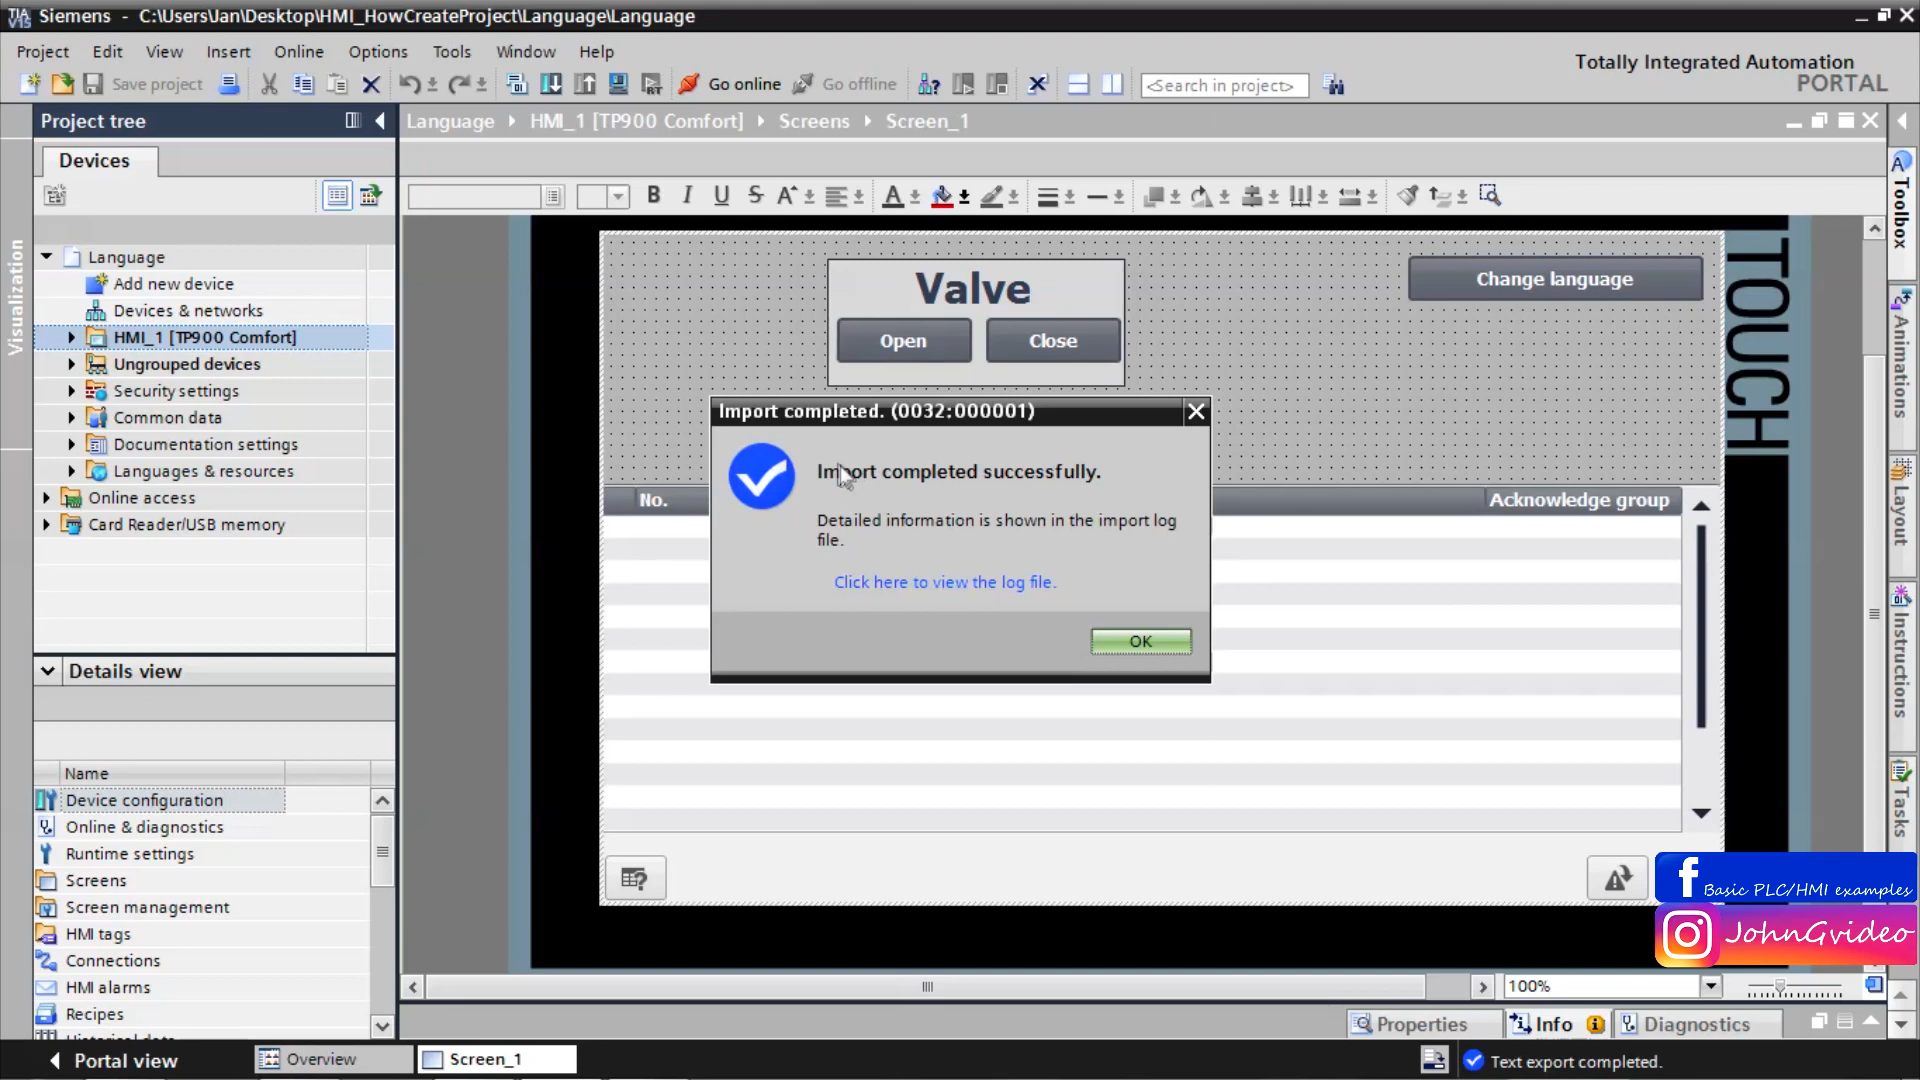 Siemens - C:\Users\Jan\Desktop\HMI_HowCreateProject\Language\Language
Project Edit View Insert Online Options Tools Window Help
Totally Integrated Automation
PORTAL
Save project
Go online
Go offline
<Search in project>
Project tree
Language HMI_1 [TP900 Comfort] Screens Screen_1
Devices
Visualization
Language
Add new device
Devices & networks
HMI_1 [TP900 Comfort]
Ungrouped devices
Security settings
Common data
Documentation settings
Languages & resources
Online access
Card Reader/USB memory
Details view
Name
Device configuration
Online & diagnostics
Runtime settings
Screens
Screen management
HMI tags
Connections
HMI alarms
Recipes
Valve
Open Close
Change language
TOUCH
No.
Acknowledge group
Import completed. (0032:000001)
Import completed successfully.
Detailed information is shown in the import log
file.
Click here to view the log file.
OK
Toolbox
Animations
Layout
Instructions
Tasks
Basic PLC/HMI examples
JohnGvideo
100%
Properties Info Diagnostics
Portal view Overview Screen_1
Text export completed.